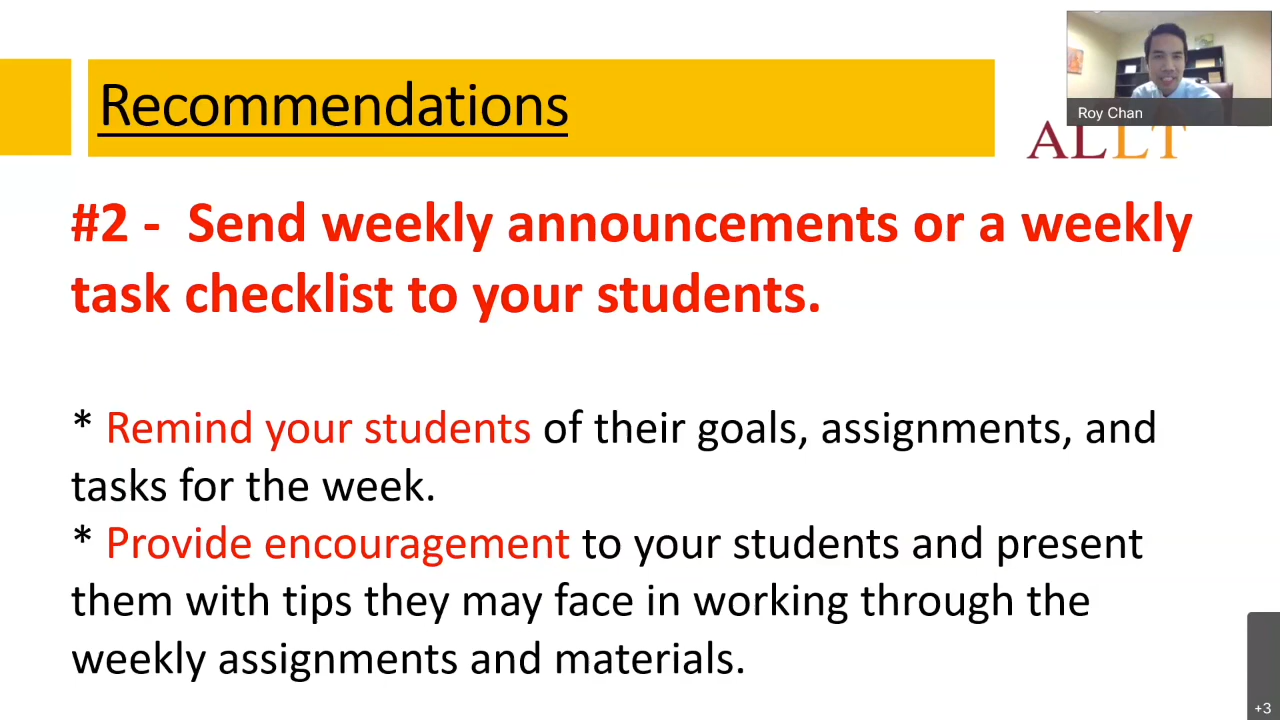 Recommendations
Roy Chan
ALLT
#2 - Send weekly announcements or a weekly
task checklist to your students.
* Remind your students of their goals, assignments, and
tasks for the week.
* Provide encouragement to your students and present
them with tips they may face in working through the
weekly assignments and materials.
+3